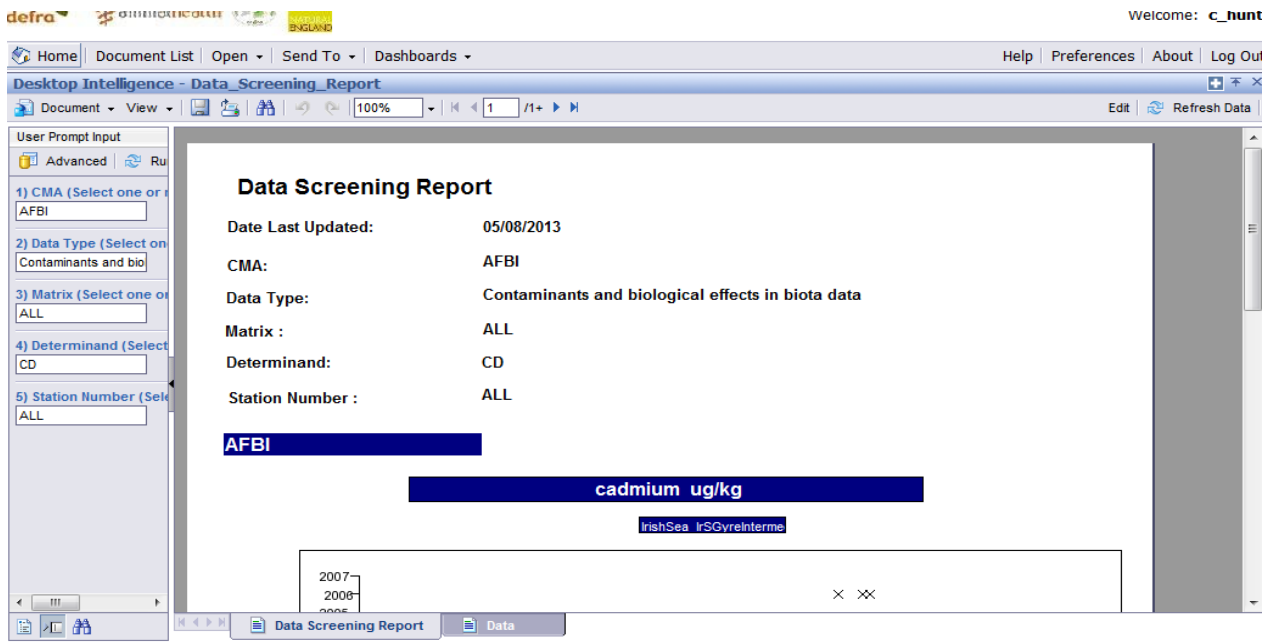 defra
NATURAL
ENGLAND
Welcome: c_hunt
Home Document List Open Send To Dashboards Help Preferences About Log Out
Desktop Intelligence - Data_Screening_Report
Document View 100% 1 /1+ Edit Refresh Data
User Prompt Input
Advanced Ru
1) CMA (Select one or r
AFBI
2) Data Type (Select on
Contaminants and bio
3) Matrix (Select one or
ALL
4) Determinand (Select
CD
5) Station Number (Sele
ALL
Data Screening Report
Date Last Updated: 05/08/2013
CMA: AFBI
Data Type: Contaminants and biological effects in biota data
Matrix : ALL
Determinand: CD
Station Number : ALL
AFBI
cadmium ug/kg
IrishSea IrSGyreInterme
2007
2006
2005
Data Screening Report Data